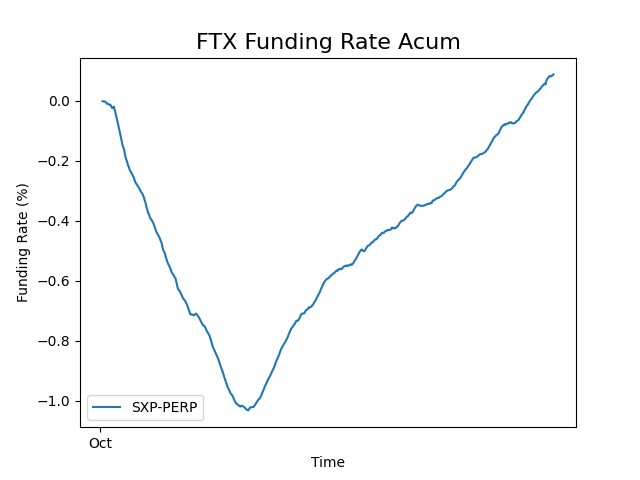 FTX Funding Rate Acum
Funding Rate (%)
0.0
−0.2
−0.4
−0.6
−0.8
−1.0
SXP-PERP
Oct
Time